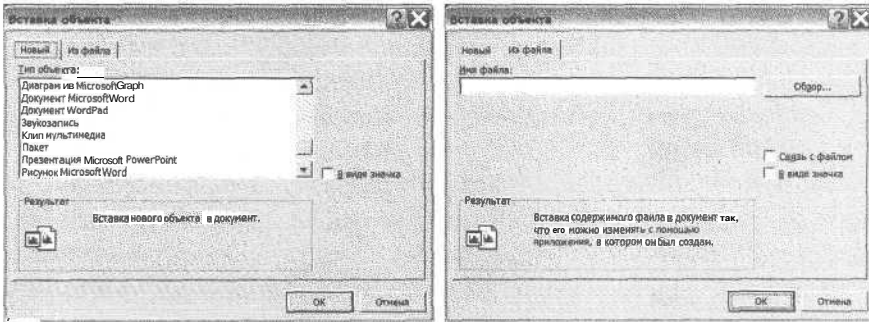 Вставка объекта
Новый
Из файла
Тип объекта:
Диаграмма MicrosoftGraph
Документ MicrosoftWord
Документ WordPad
Звукозапись
Клип мультимедиа
Пакет
Презентация Microsoft PowerPoint
Рисунок MicrosoftWord
В виде значка
Результат
Вставка нового объекта в документ.
ОК
Отмена
Вставка объекта
Новый
Из файла
Имя файла:
Обзор...
Связь с файлом
В виде значка
Результат
Вставка содержимого файла в документ так,
что его можно изменять с помощью
приложения, в котором он был создан.
ОК
Отмена